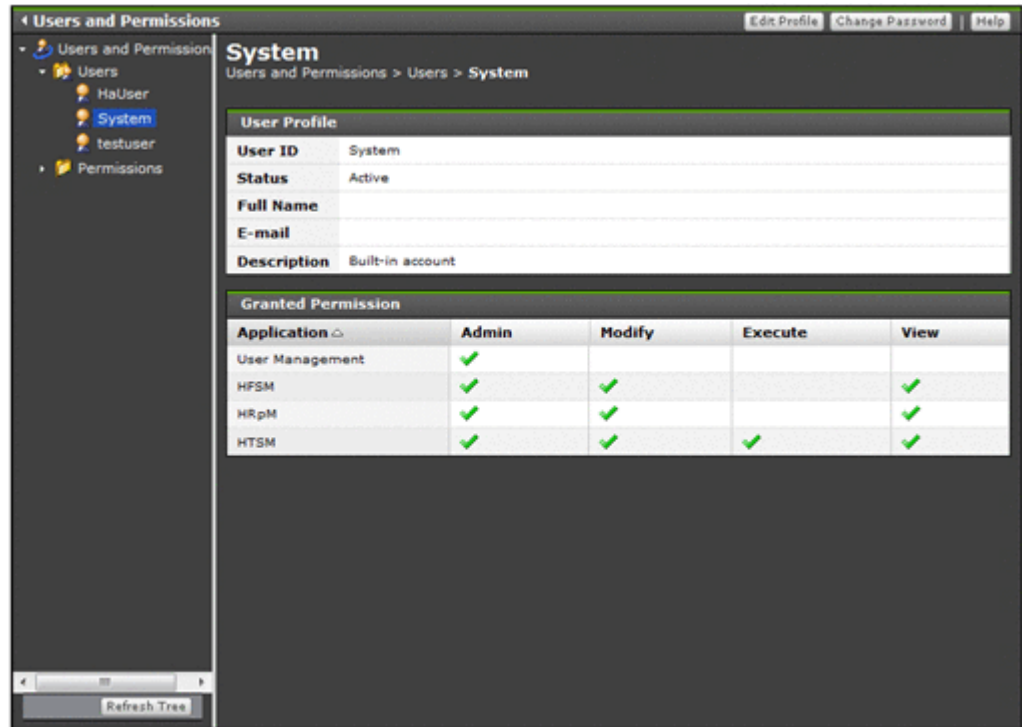 Users and Permissions
Edit Profile Change Password | Help
Users and Permission
Users
HaUser
System
testuser
Permissions
Refresh Tree
System
Users and Permissions > Users > System
User Profile
User ID System
Status Active
Full Name
E-mail
Description Built-in account
Granted Permission
Application Admin Modify Execute View
User Management
HFSM
HRpM
HTSM